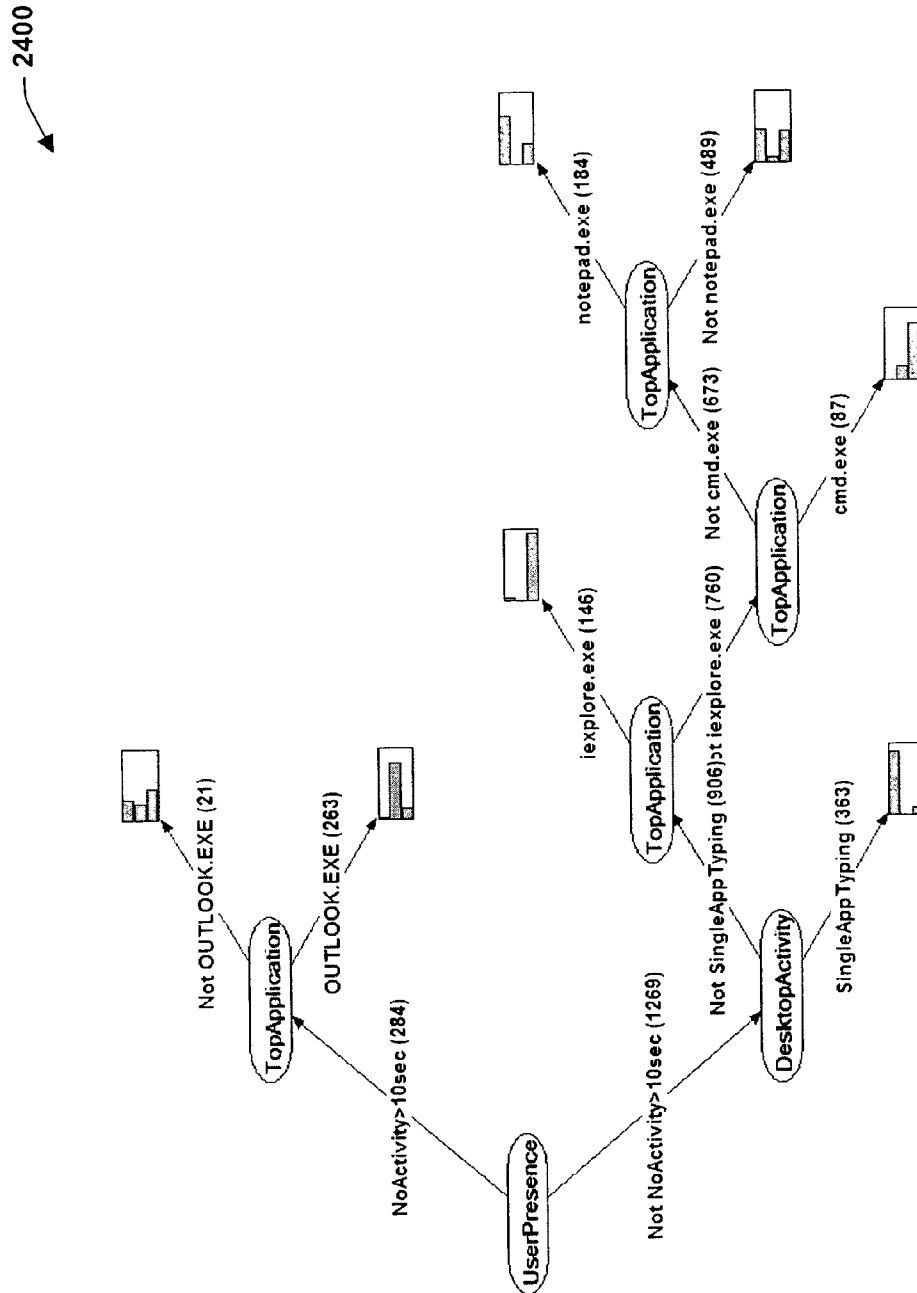 2400
UserPresence
NoActivity>10sec (284)
Not NoActivity>10sec (1269)
TopApplication
Not OUTLOOK.EXE (21)
OUTLOOK.EXE (263)
DesktopActivity
Not SingleAppTyping (906)
SingleAppTyping (363)
TopApplication
iexplore.exe (146)
iexplore.exe (760)
TopApplication
Not cmd.exe (673)
cmd.exe (87)
TopApplication
notepad.exe (184)
Not notepad.exe (489)